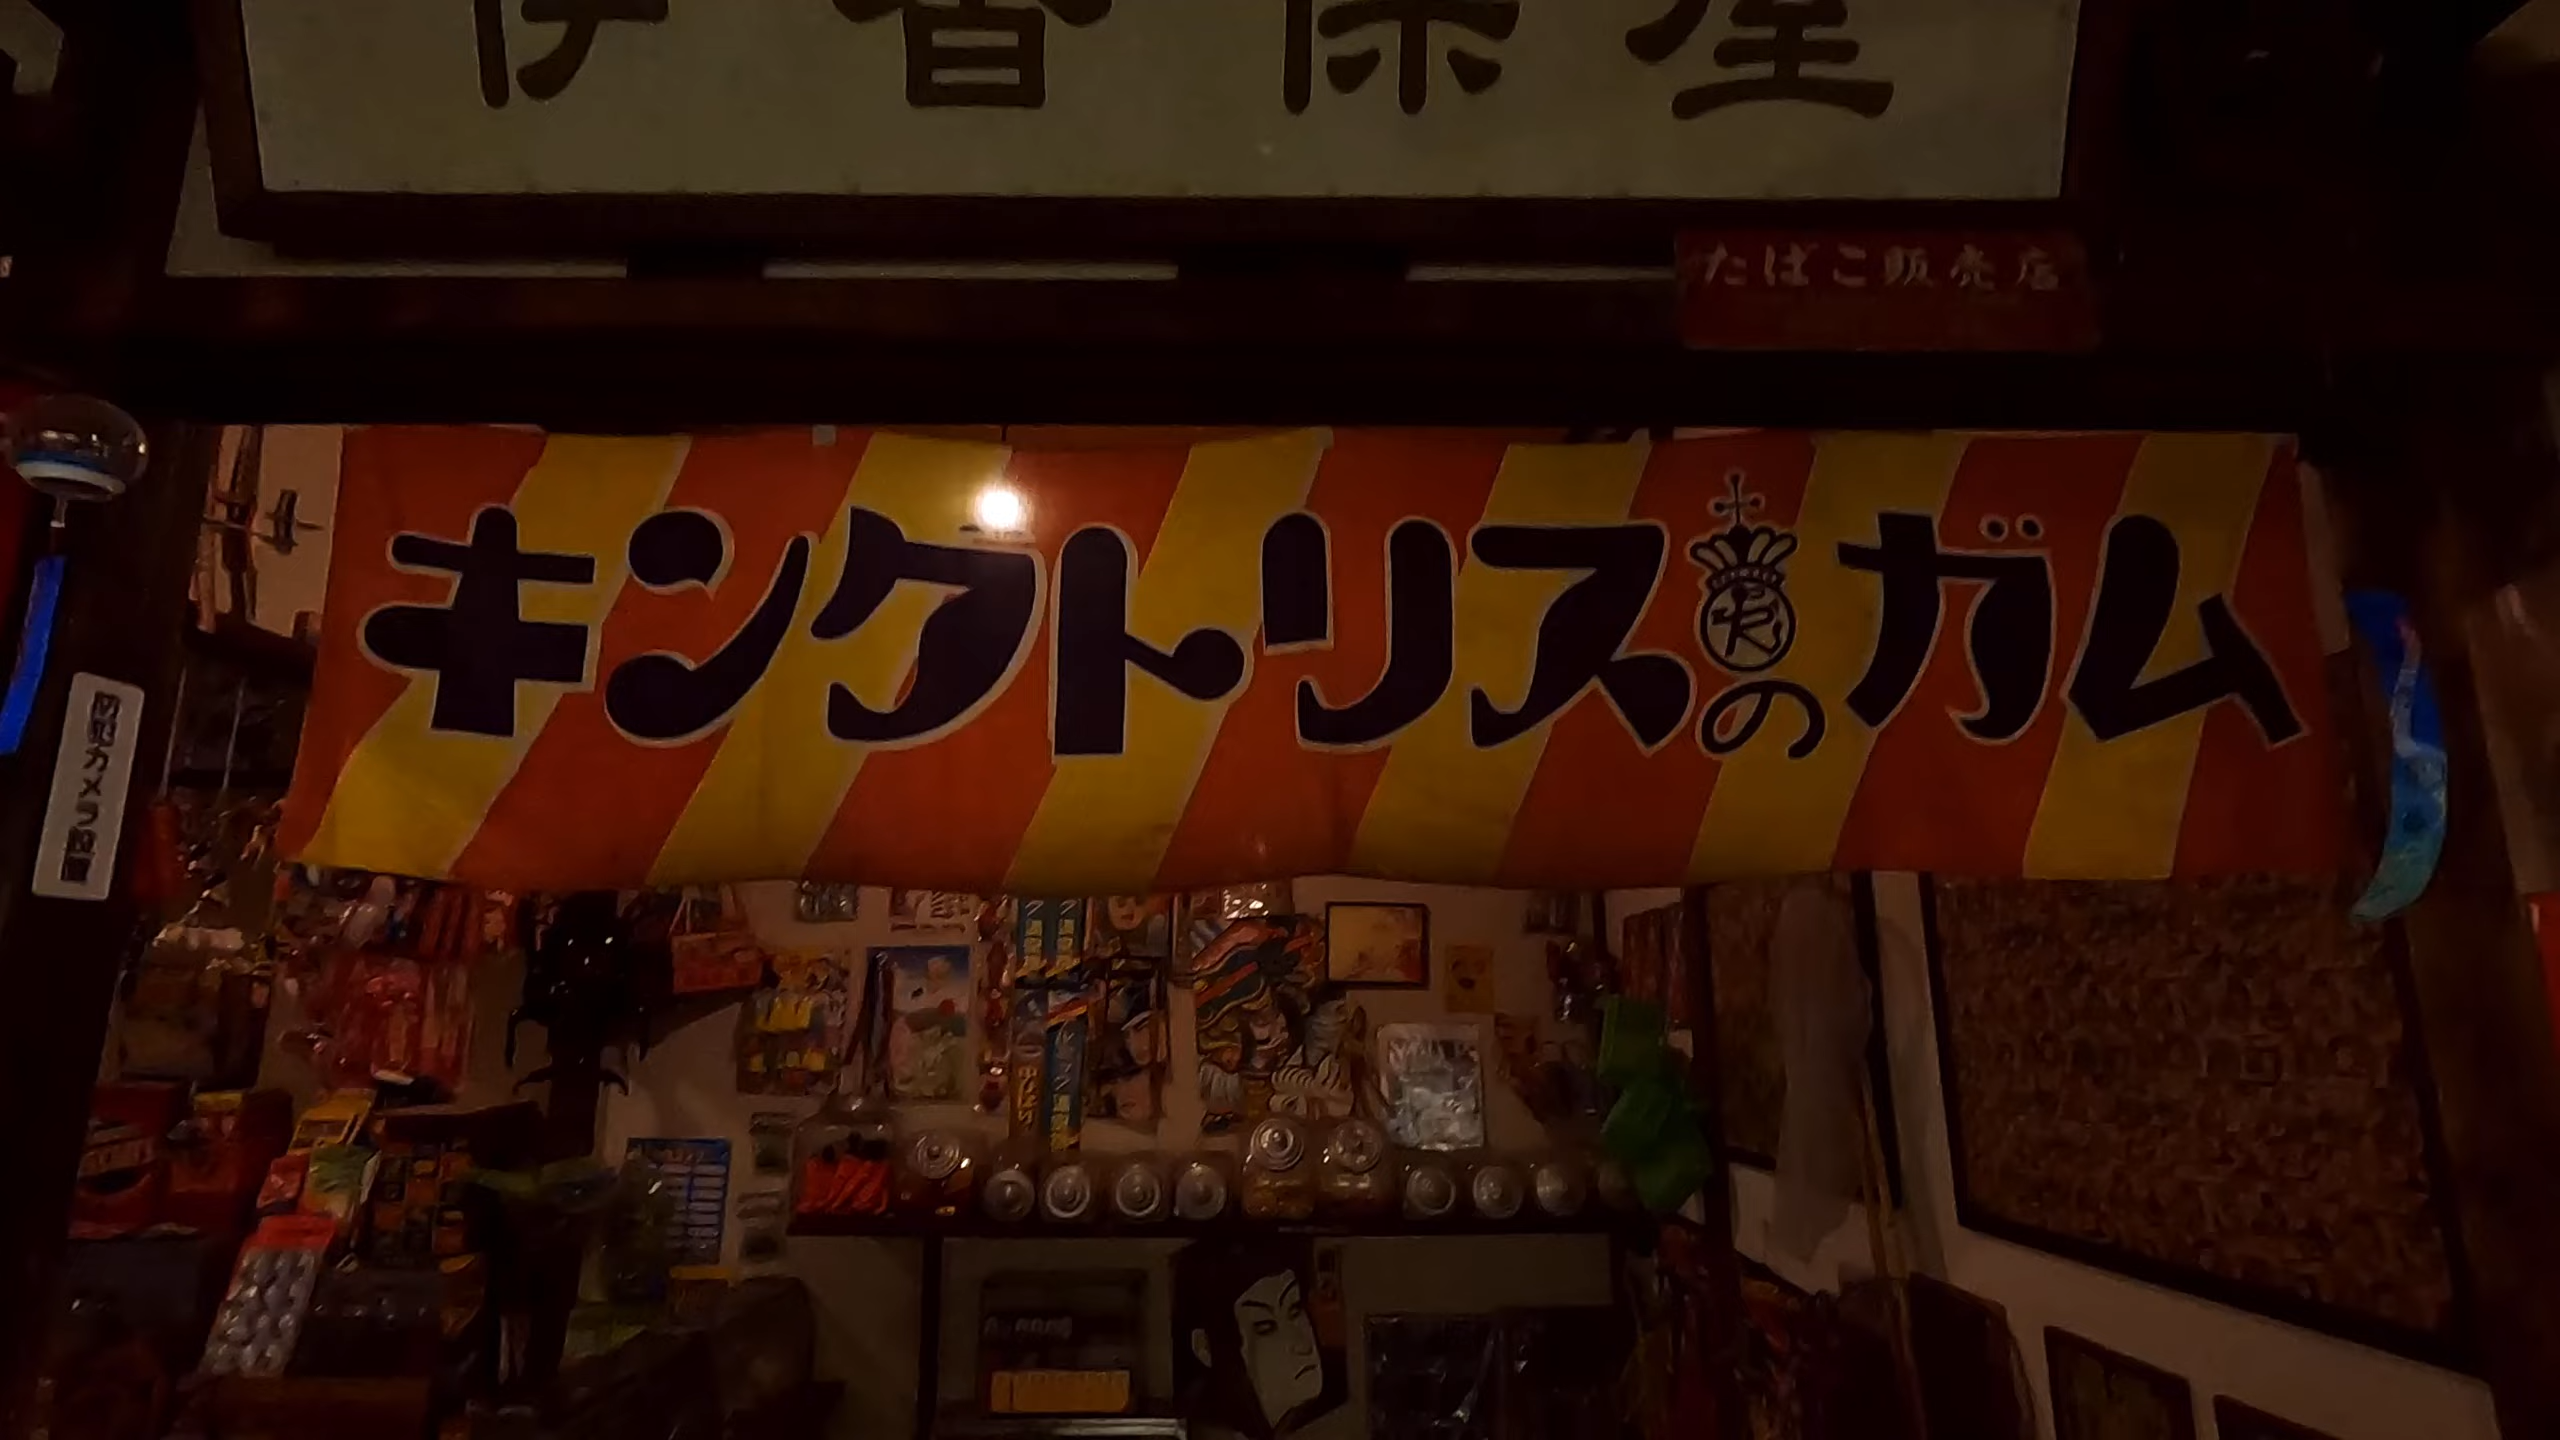 伊香保屋
たばこ販売店
キングトリスのガム
防犯カメラ設置